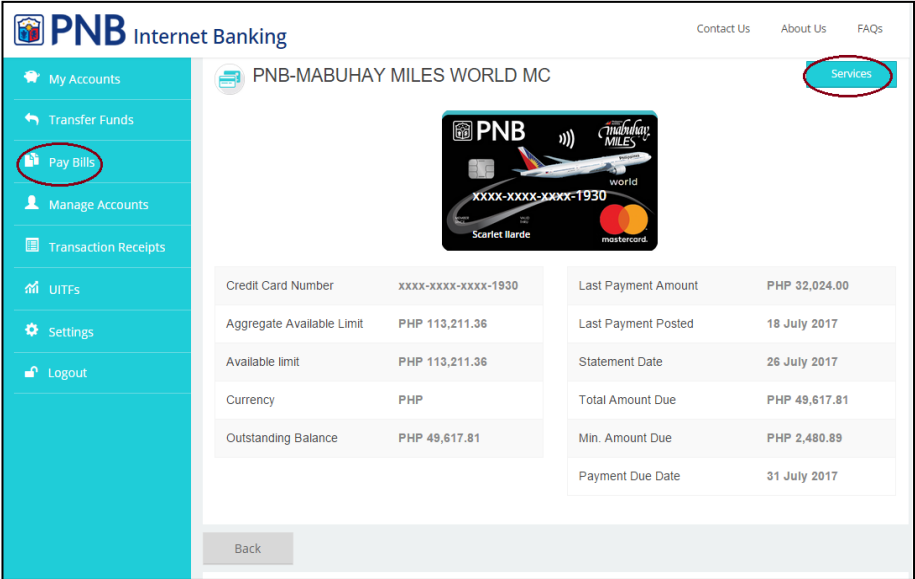 PNB Internet Banking
Contact Us About Us FAQs
My Accounts
Transfer Funds
Pay Bills
Manage Accounts
Transaction Receipts
UITFs
Settings
Logout
PNB-MABUHAY MILES WORLD MC
Services
PNB
mabuhay
MILES
Philippines
world
xxxx-xxxx-xxxx-1930
Scarlet Ilarde
mastercard.
Credit Card Number xxxx-xxxx-xxxx-1930
Aggregate Available Limit PHP 113,211.36
Available limit PHP 113,211.36
Currency PHP
Outstanding Balance PHP 49,617.81
Last Payment Amount PHP 32,024.00
Last Payment Posted 18 July 2017
Statement Date 26 July 2017
Total Amount Due PHP 49,617.81
Min. Amount Due PHP 2,480.89
Payment Due Date 31 July 2017
Back